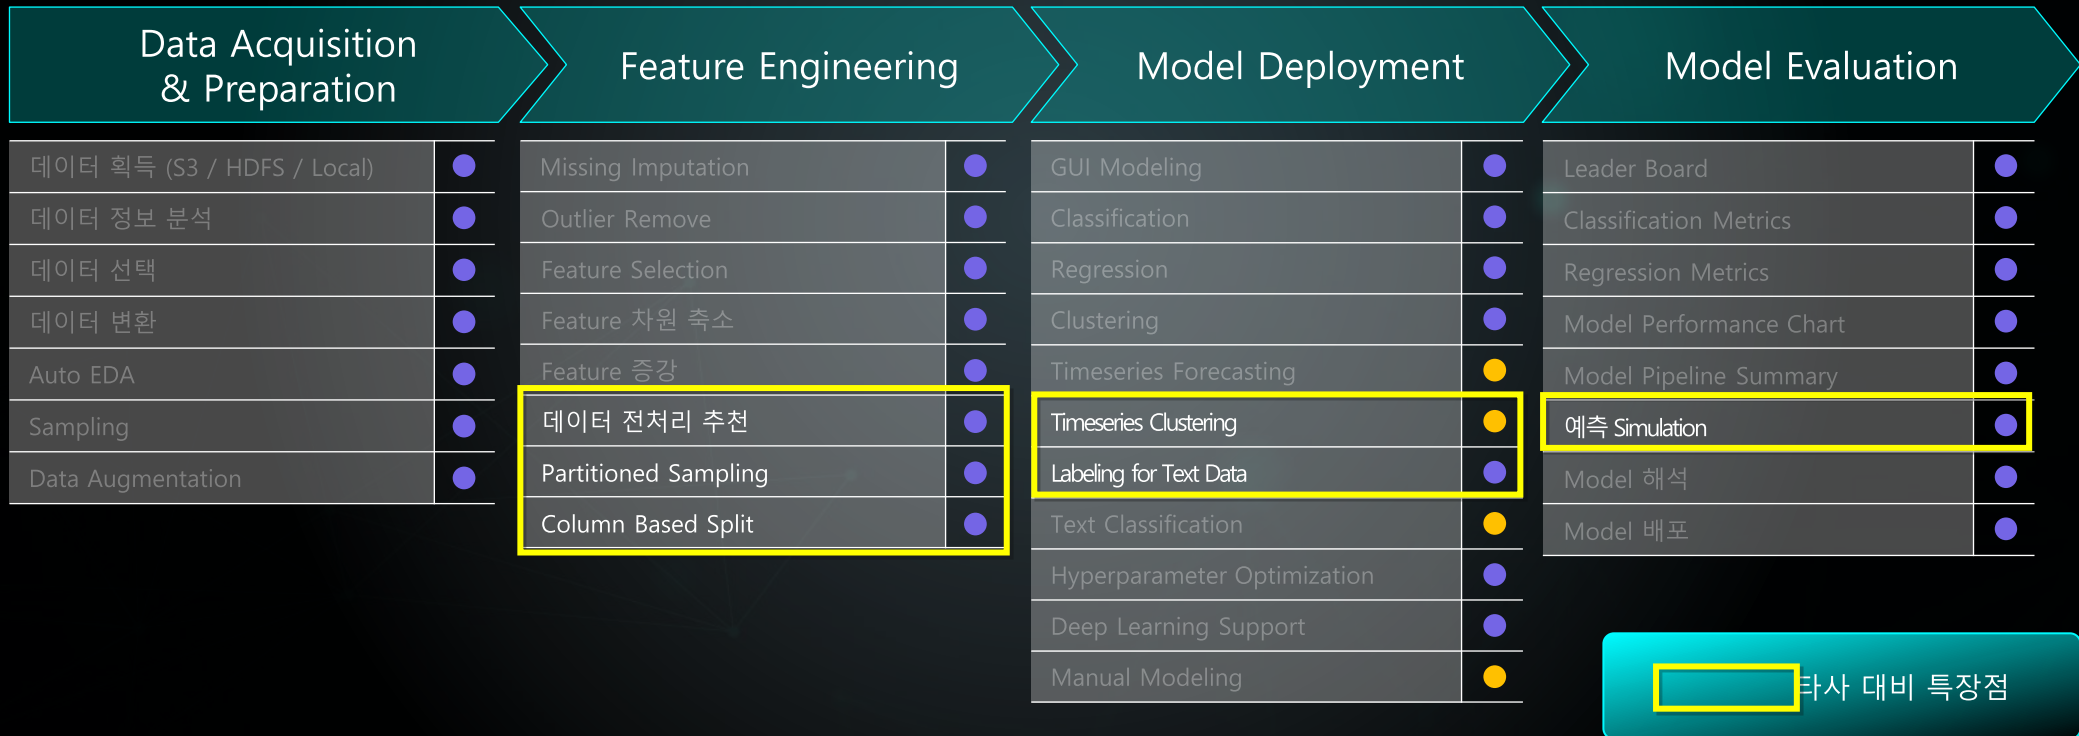 Data Acquisition
& Preparation
Feature Engineering
Model Deployment
Model Evaluation
데이터 획득 (S3 / HDFS / Local)
데이터 정보 분석
데이터 선택
데이터 변환
Auto EDA
Sampling
Data Augmentation
Missing Imputation
Outlier Remove
Feature Selection
Feature 차원 축소
Feature 증강
데이터 전처리 추천
Partitioned Sampling
Column Based Split
GUI Modeling
Classification
Regression
Clustering
Timeseries Forecasting
Timeseries Clustering
Labeling for Text Data
Text Classification
Hyperparameter Optimization
Deep Learning Support
Manual Modeling
Leader Board
Classification Metrics
Regression Metrics
Model Performance Chart
Model Pipeline Summary
예측 Simulation
Model 해석
Model 배포
타사 대비 특장점